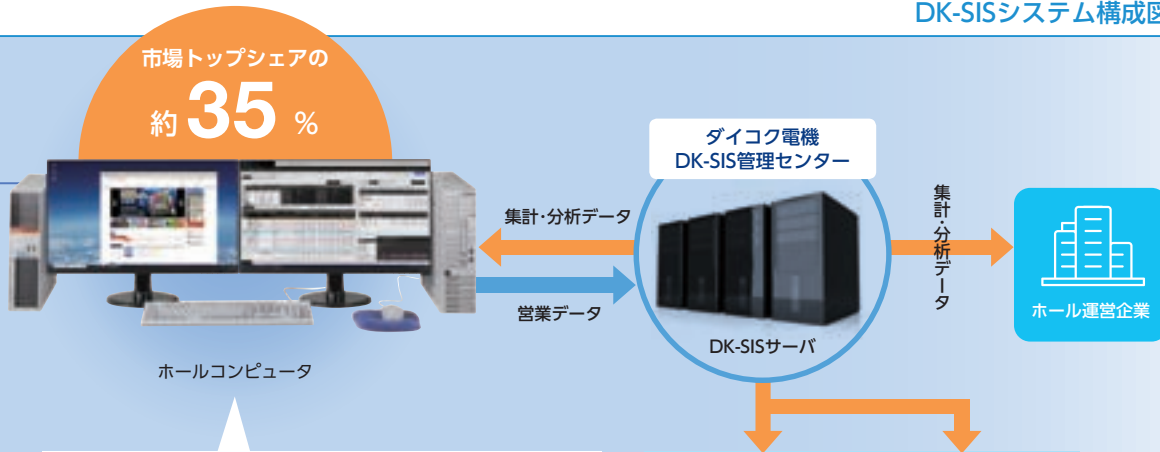 DK-SISシステム構成図
市場トップシェアの
約35%
ダイコク電機
DK-SIS管理センター
集計・分析データ
営業データ
DK-SISサーバ
集計・分析データ
ホール運営企業
ホールコンピュータ